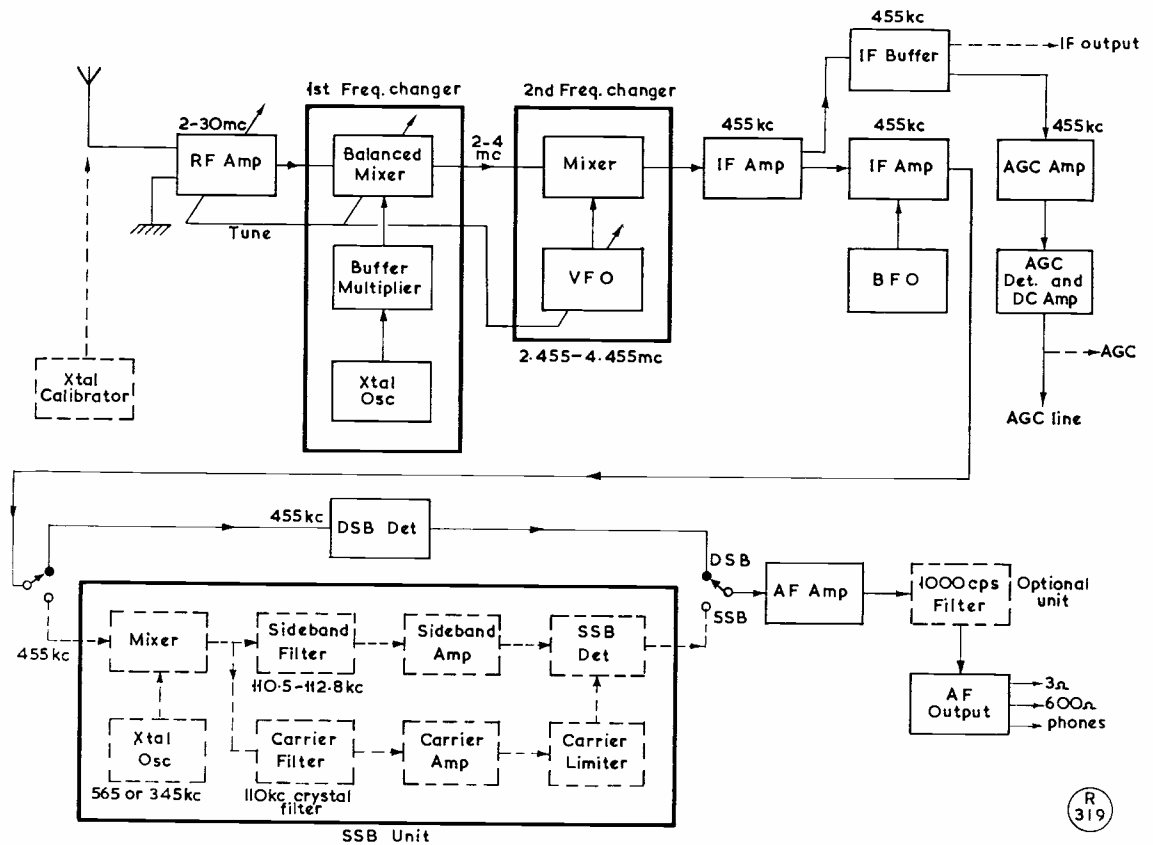 455kc
IF Buffer
IF output
1st Freq. changer
2nd Freq. changer
2-30mc
RF Amp
Balanced
Mixer
2-4
mc
Mixer
455kc
IF Amp
455kc
IF Amp
455kc
AGC Amp
Tune
Buffer
Multiplier
VFO
BFO
AGC
Det. and
DC Amp
2.455-4.455mc
AGC
Xtal
Calibrator
Xtal
Osc
AGC line
455kc
DSB Det
DSB
SSB
AF Amp
1000 cps
Filter
Optional
unit
455kc
Mixer
Sideband
Filter
110.5-112.8kc
Sideband
Amp
SSB
Det
Xtal
Osc
565 or 345kc
Carrier
Filter
110kc crystal
filter
Carrier
Amp
Carrier
Limiter
AF
Output
3Ω
600Ω
phones
SSB Unit
R
319